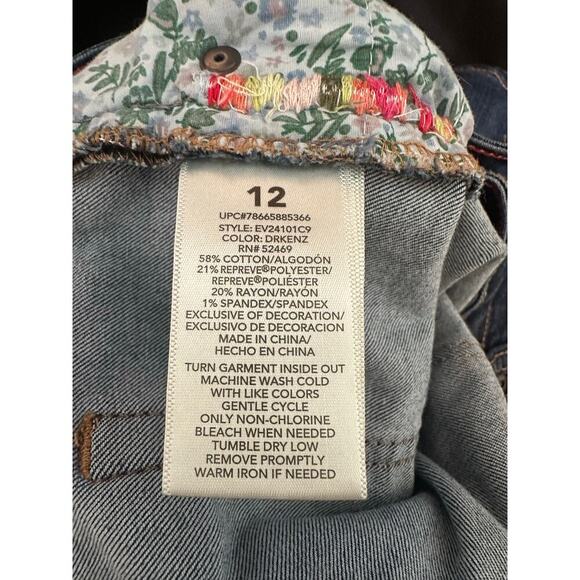 12
UPC#78665885366
STYLE: EV24101C9
COLOR: DRKENZ
RN# 52469
58% COTTON/ALGODÓN
21% REPREVE®POLYESTER/
REPREVE®POLIÉSTER
20% RAYON/RAYÓN
1% SPANDEX/SPANDEX
EXCLUSIVE OF DECORATION/
EXCLUSIVO DE DECORACION
MADE IN CHINA/
HECHO EN CHINA
TURN GARMENT INSIDE OUT
MACHINE WASH COLD
WITH LIKE COLORS
GENTLE CYCLE
ONLY NON-CHLORINE
BLEACH WHEN NEEDED
TUMBLE DRY LOW
REMOVE PROMPTLY
WARM IRON IF NEEDED